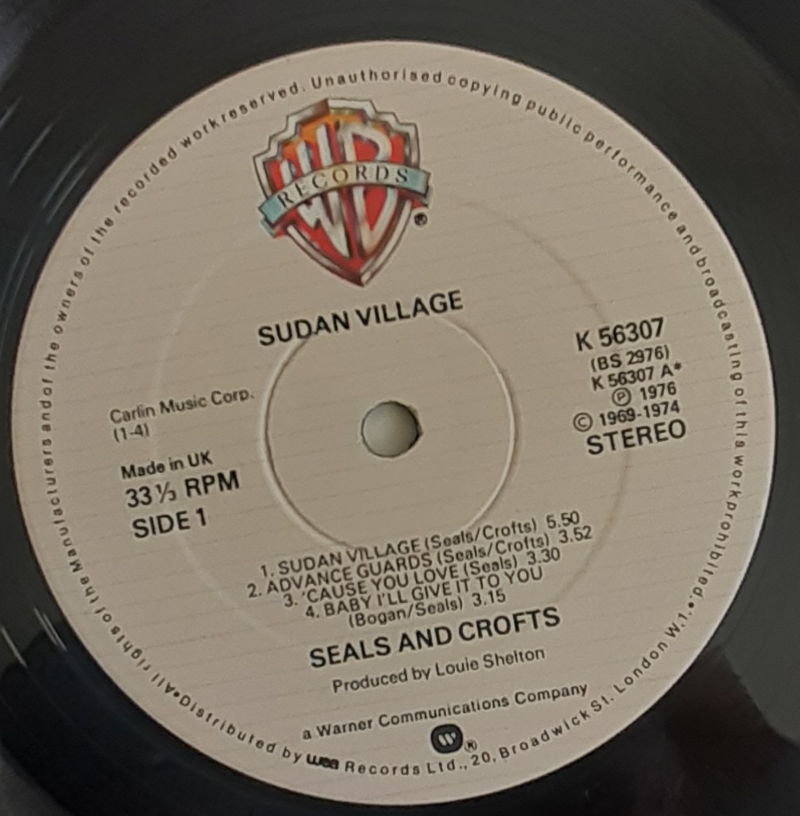 All rights of the Manufacturers and of the owners of the recorded work reserved. Unauthorised copying public performance and broadcasting of this work prohibited.
WB
RECORDS
®
SUDAN VILLAGE
K 56307
(BS 2976)
K 56307 A*
Ⓟ 1976
© 1969-1974
STEREO
Carlin Music Corp.
(1-4)
Made in UK
33⅓ RPM
SIDE 1
1. SUDAN VILLAGE (Seals/Crofts) 5.50
2. ADVANCE GUARDS (Seals/Crofts) 3.52
3. 'CAUSE YOU LOVE (Seals) 3.30
4. BABY I'LL GIVE IT TO YOU
(Bogan/Seals) 3.15
SEALS AND CROFTS
Produced by Louie Shelton
a Warner Communications Company
W®
•Distributed by wea Records Ltd., 20, Broadwick St. London W.1.•